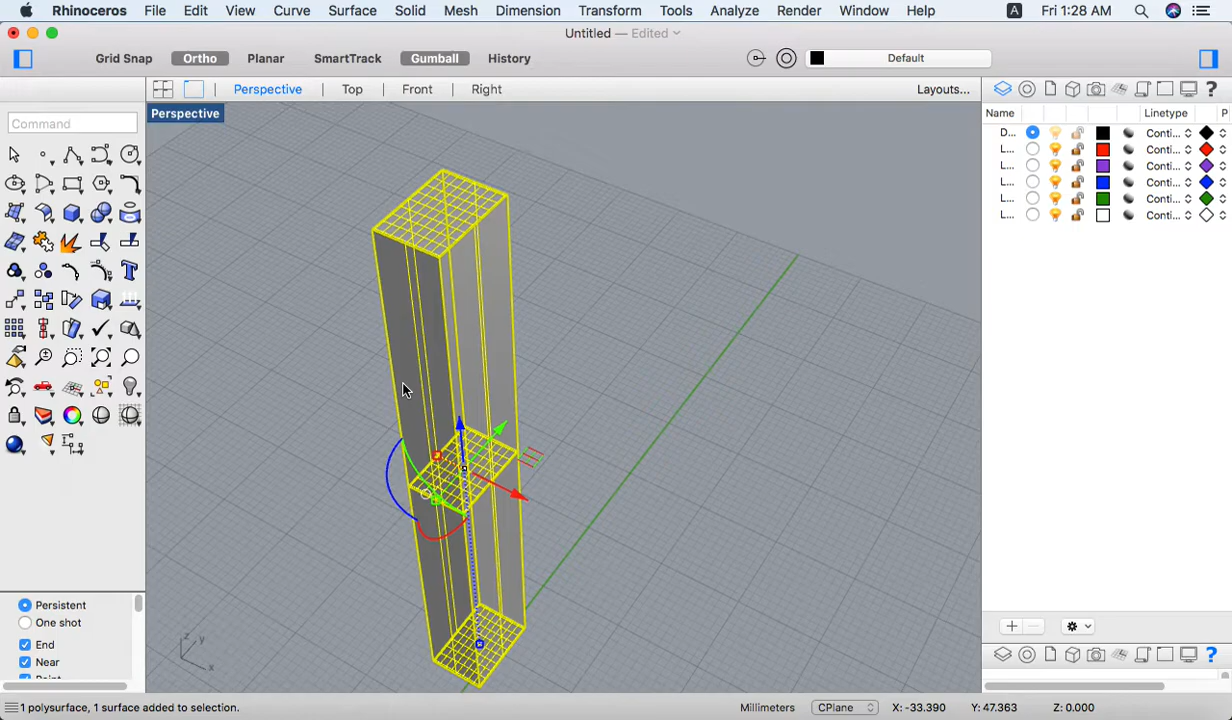 Rhinoceros File Edit View Curve Surface Solid Mesh Dimension Transform Tools Analyze Render Window Help A Fri 1:28 AM
Untitled — Edited
Grid Snap Ortho Planar SmartTrack Gumball History Default
Perspective Top Front Right Layouts...
Perspective
Command
Name Linetype P
D... Conti...
L... Conti...
L... Conti...
L... Conti...
L... Conti...
L... Conti...
z y x
Persistent
One shot
End
Near
Point
1 polysurface, 1 surface added to selection. Millimeters CPlane X: -33.390 Y: 47.363 Z: 0.000